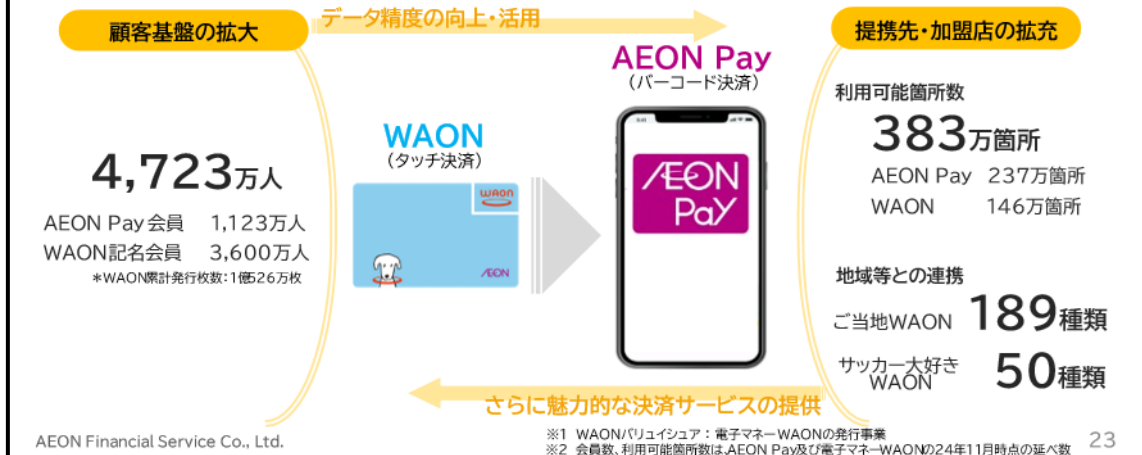 顧客基盤の拡大
データ精度の向上・活用
提携先・加盟店の拡充
AEON Pay
(バーコード決済)
WAON
(タッチ決済)
WAON
AEON
9:41
AEON
Pay
4,723万人
AEON Pay会員 1,123万人
WAON記名会員 3,600万人
*WAON累計発行枚数:1億526万枚
利用可能箇所数
383万箇所
AEON Pay 237万箇所
WAON 146万箇所
地域等との連携
ご当地WAON 189種類
サッカー大好き
WAON 50種類
さらに魅力的な決済サービスの提供
AEON Financial Service Co., Ltd.
※1 WAONバリュイシュア:電子マネーWAONの発行事業
※2 会員数、利用可能箇所数は、AEON Pay及び電子マネーWAONの24年11月時点の延べ数
23